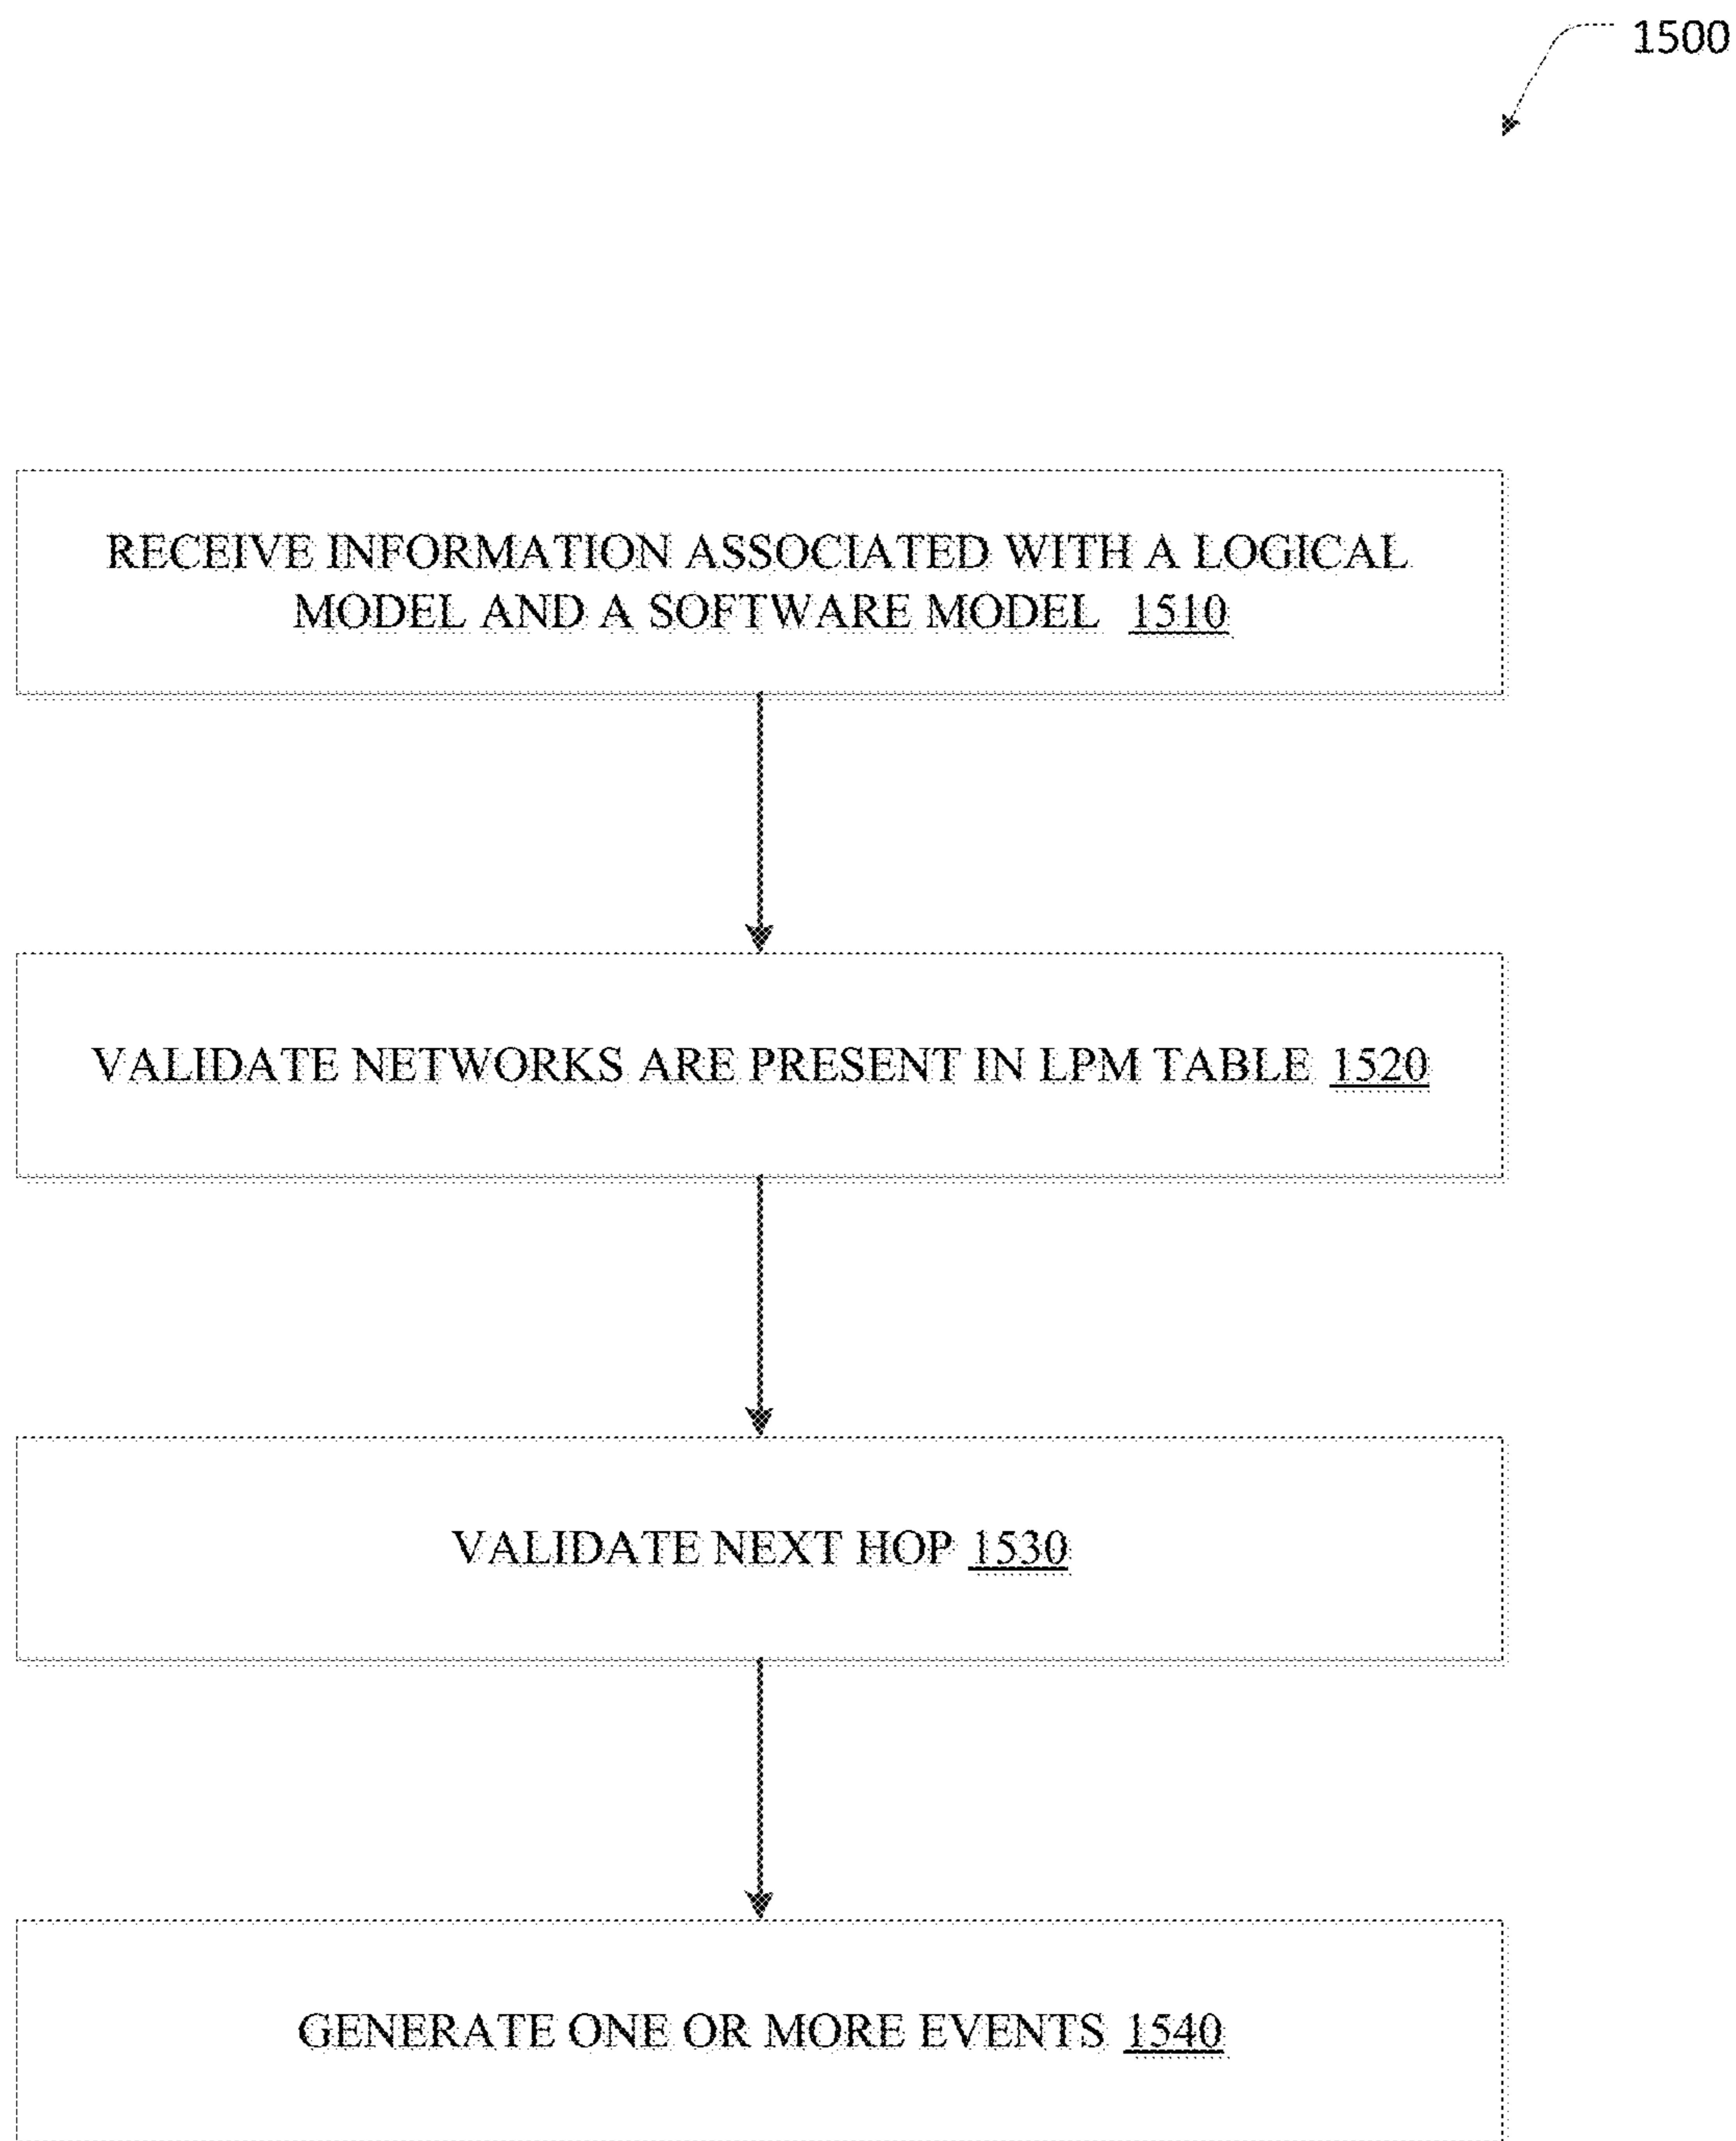 1500
RECEIVE INFORMATION ASSOCIATED WITH A LOGICAL
MODEL AND A SOFTWARE MODEL 1510
VALIDATE NETWORKS ARE PRESENT IN LPM TABLE 1520
VALIDATE NEXT HOP 1530
GENERATE ONE OR MORE EVENTS 1540